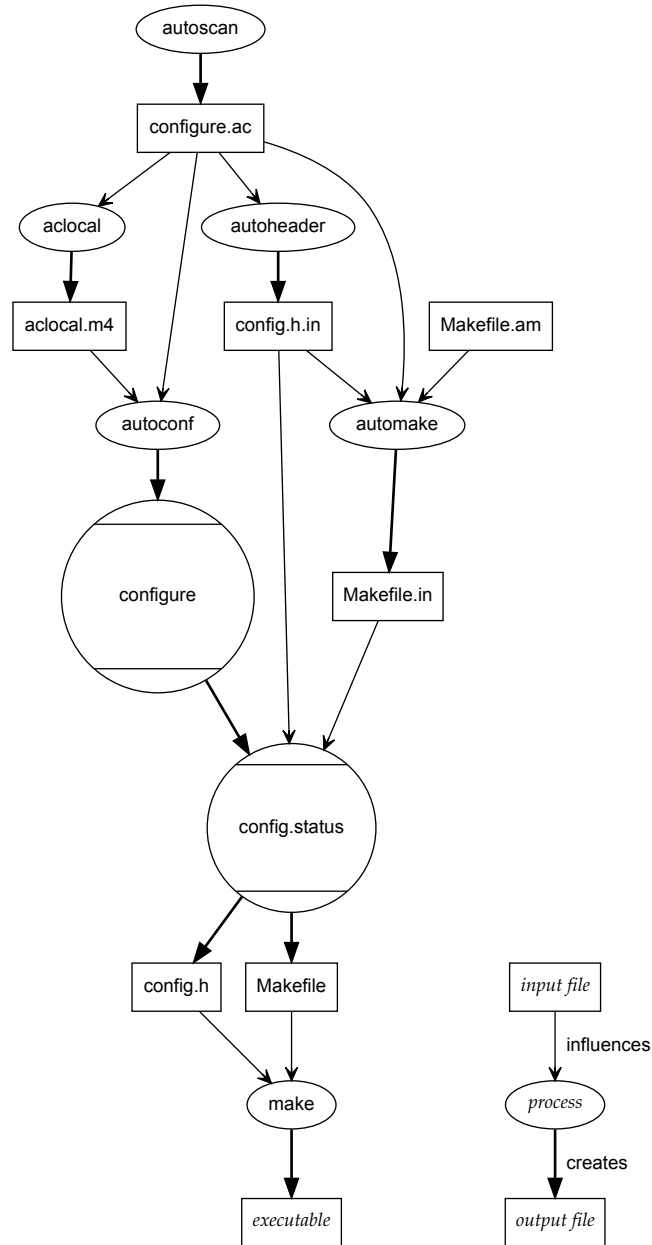 autoscan
configure.ac
aclocal
autoheader
aclocal.m4
config.h.in
Makefile.am
autoconf
automake
configure
Makefile.in
config.status
config.h
Makefile
input file
influences
make
process
creates
executable
output file